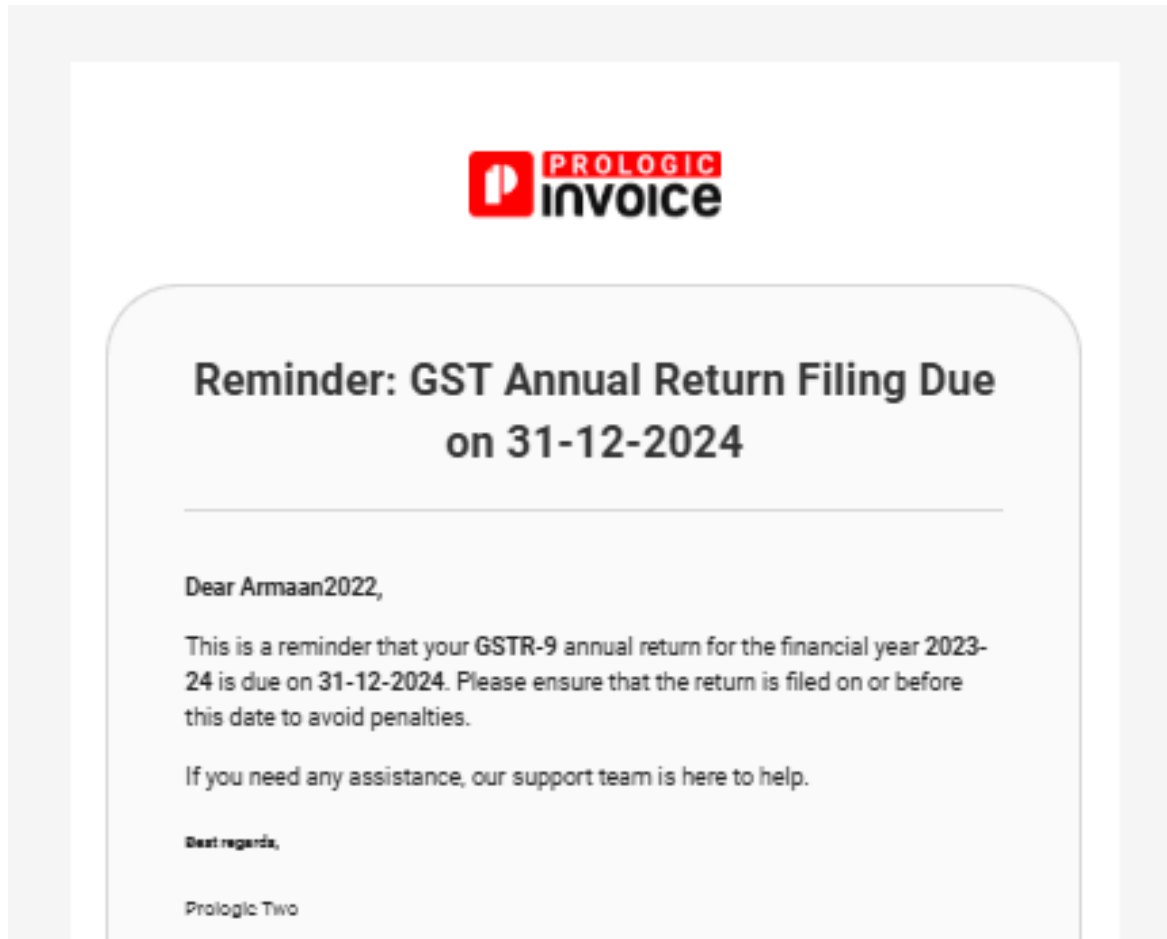 PROLOGIC
invoice
Reminder: GST Annual Return Filing Due
on 31-12-2024
Dear Armaan2022,
This is a reminder that your GSTR-9 annual return for the financial year 2023-
24 is due on 31-12-2024. Please ensure that the return is filed on or before
this date to avoid penalties.
If you need any assistance, our support team is here to help.
Best regards,
Prologic Two